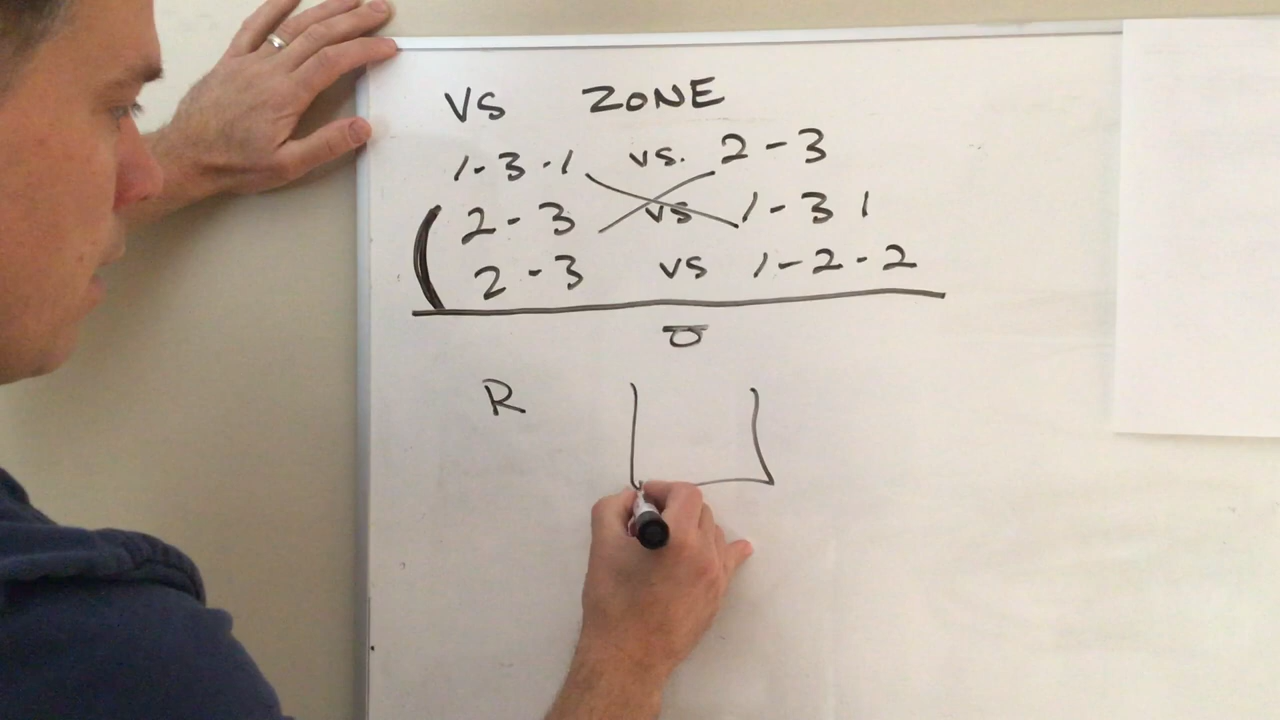 VS ZONE
1-3-1 vs. 2-3
2-3 vs 1-3 1
2-3 vs 1-2-2
R